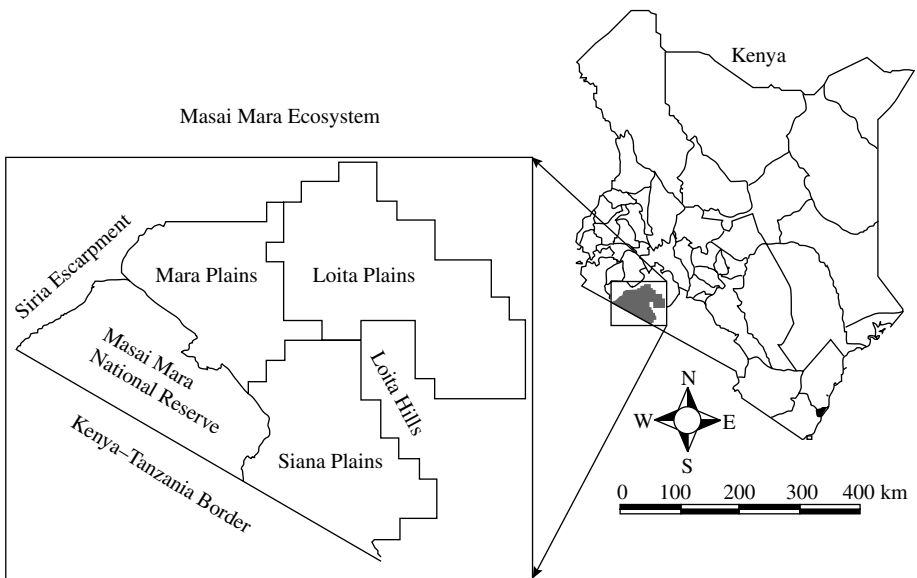 Kenya
Masai Mara Ecosystem
Siria Escarpment
Mara Plains
Loita Plains
Masai Mara
National Reserve
Loita Hills
Siana Plains
Kenya–Tanzania Border
N
W
E
S
0 100 200 300 400 km